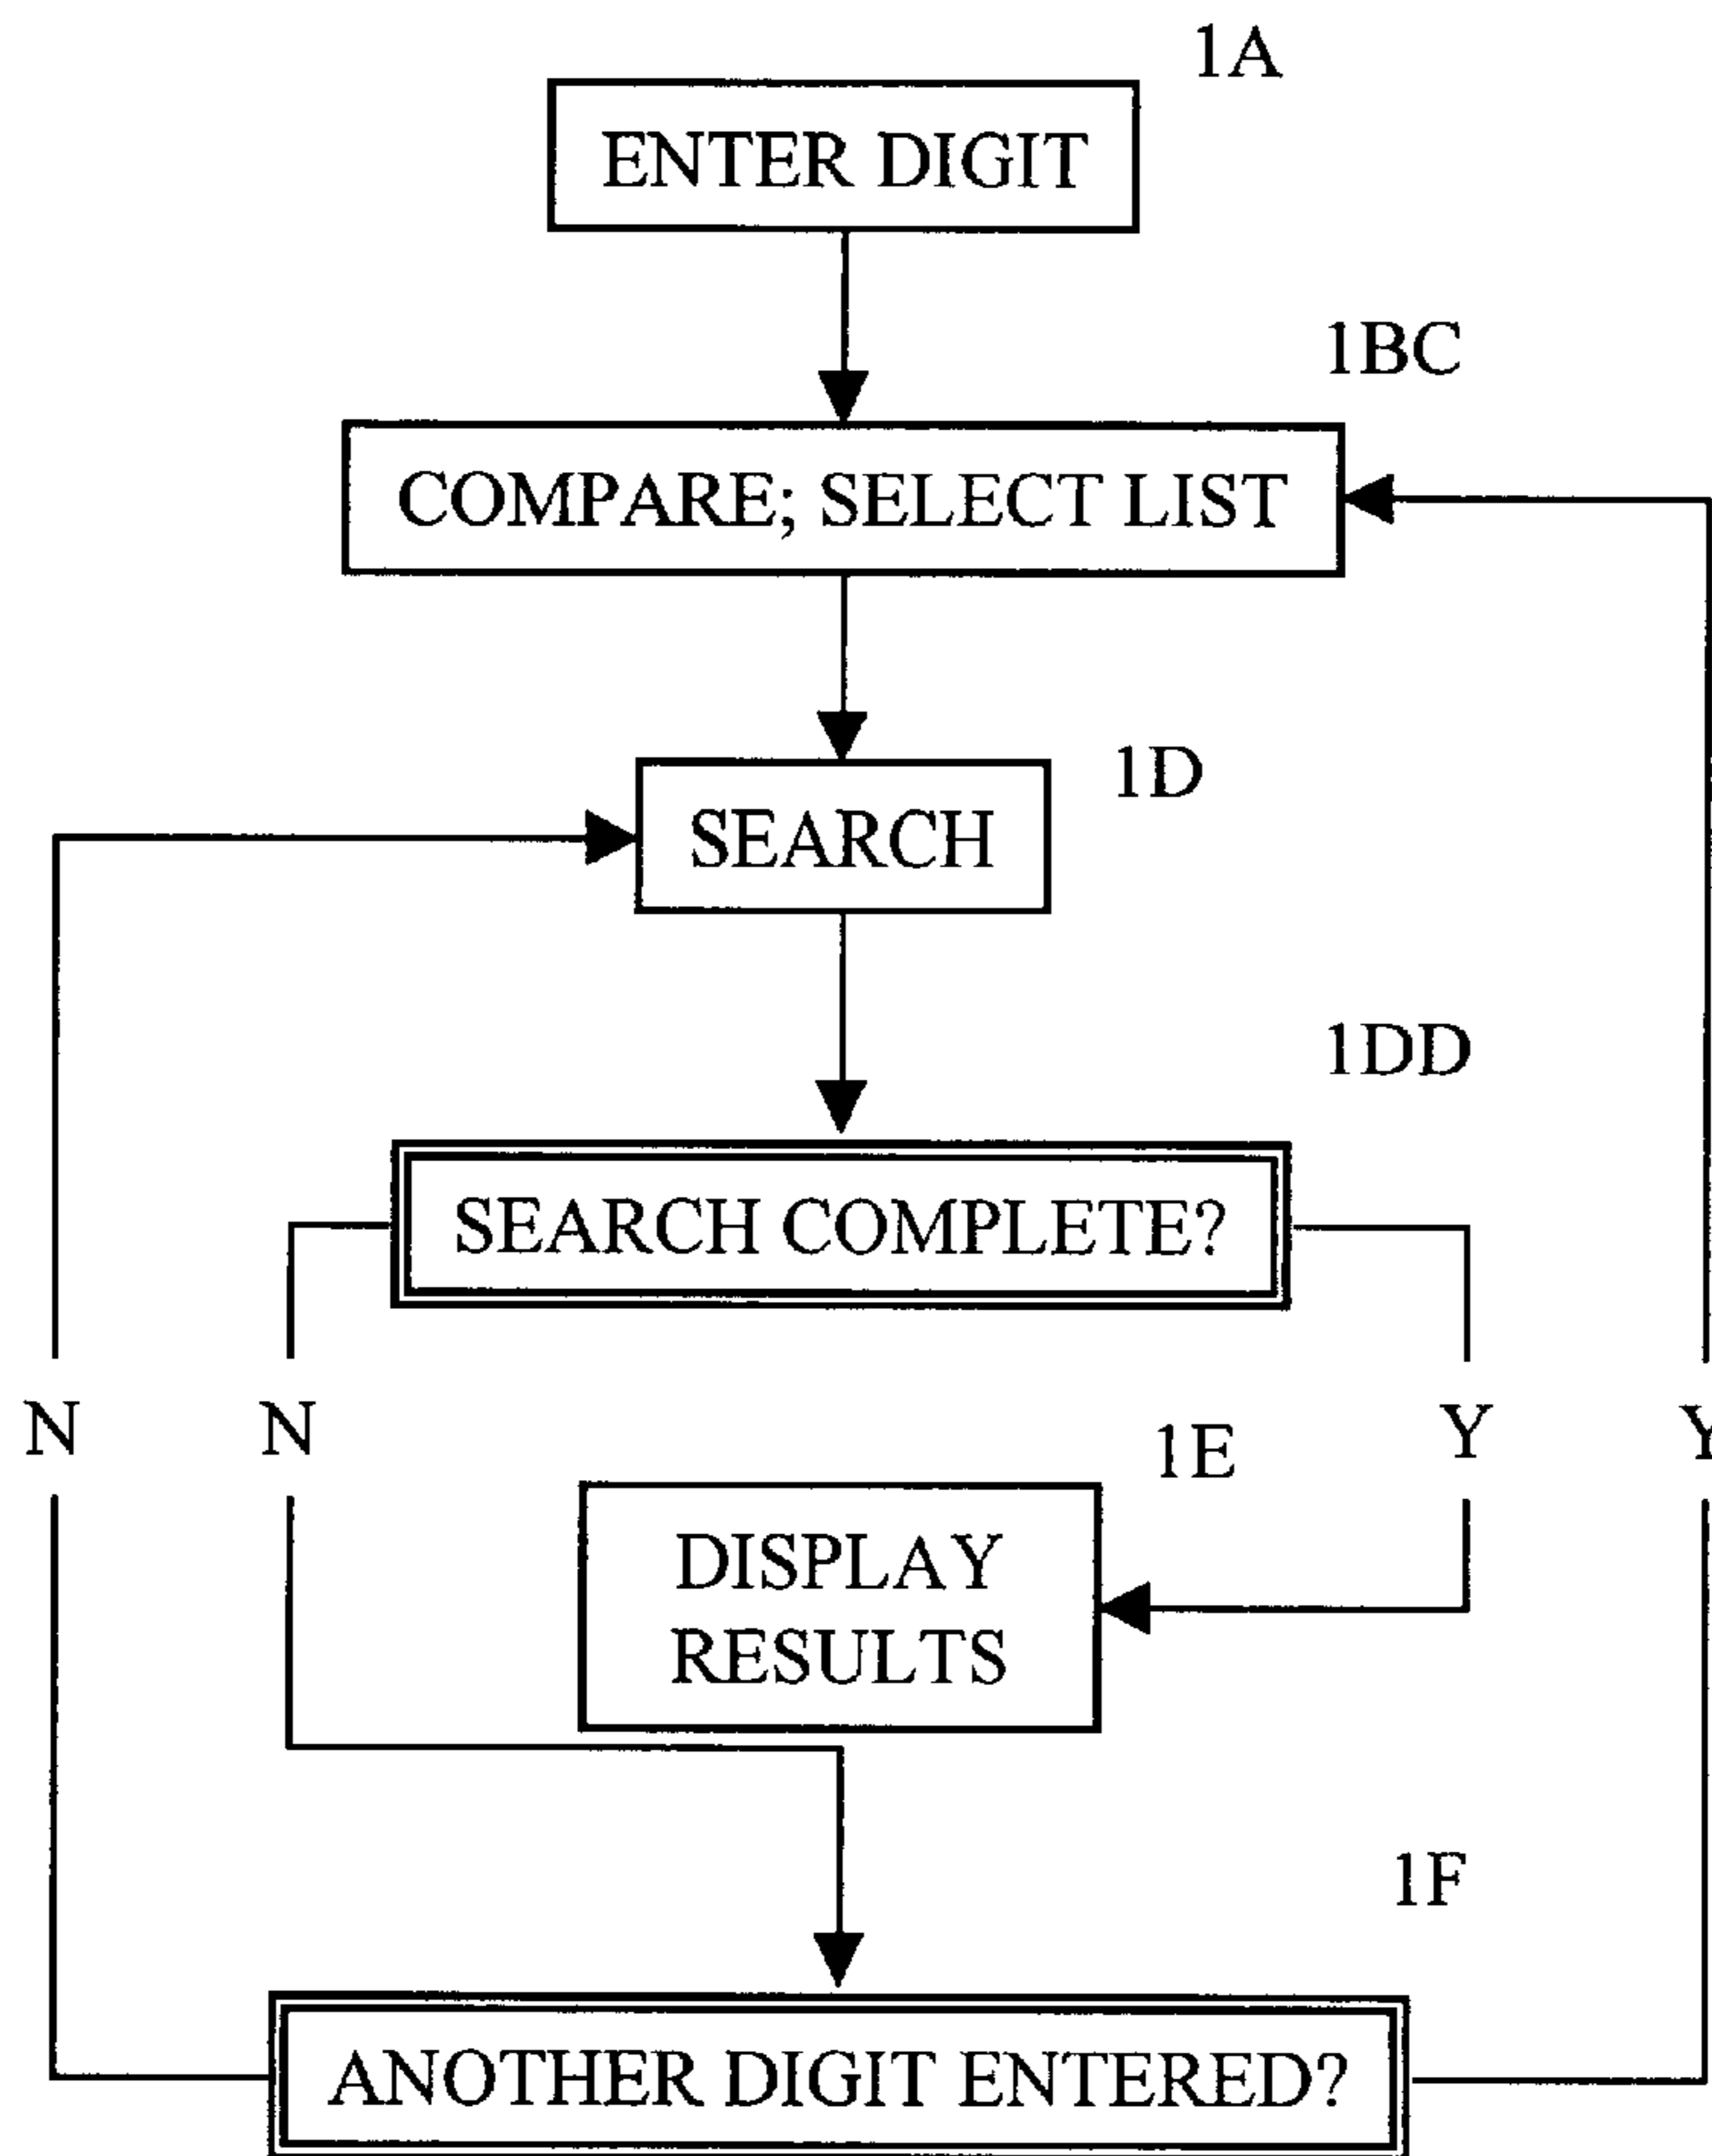 1A
ENTER DIGIT
1BC
COMPARE; SELECT LIST
1D
SEARCH
1DD
SEARCH COMPLETE?
N
N
Y
Y
1E
DISPLAY
RESULTS
1F
ANOTHER DIGIT ENTERED?